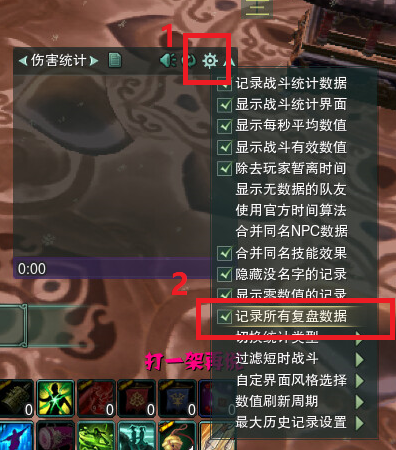 1
伤害统计
记录战斗统计数据
显示战斗统计界面
显示每秒平均数值
显示战斗有效数值
除去玩家暂离时间
显示无数据的队友
使用官方时间算法
合并同名NPC数据
合并同名技能效果
0:00
隐藏没名字的记录
2
显示零数值的记录
记录所有复盘数据
切换统计类型
打一架再
过滤短时战斗
自定界面风格选择
数值刷新周期
0 0 0 0 0
最大历史记录设置